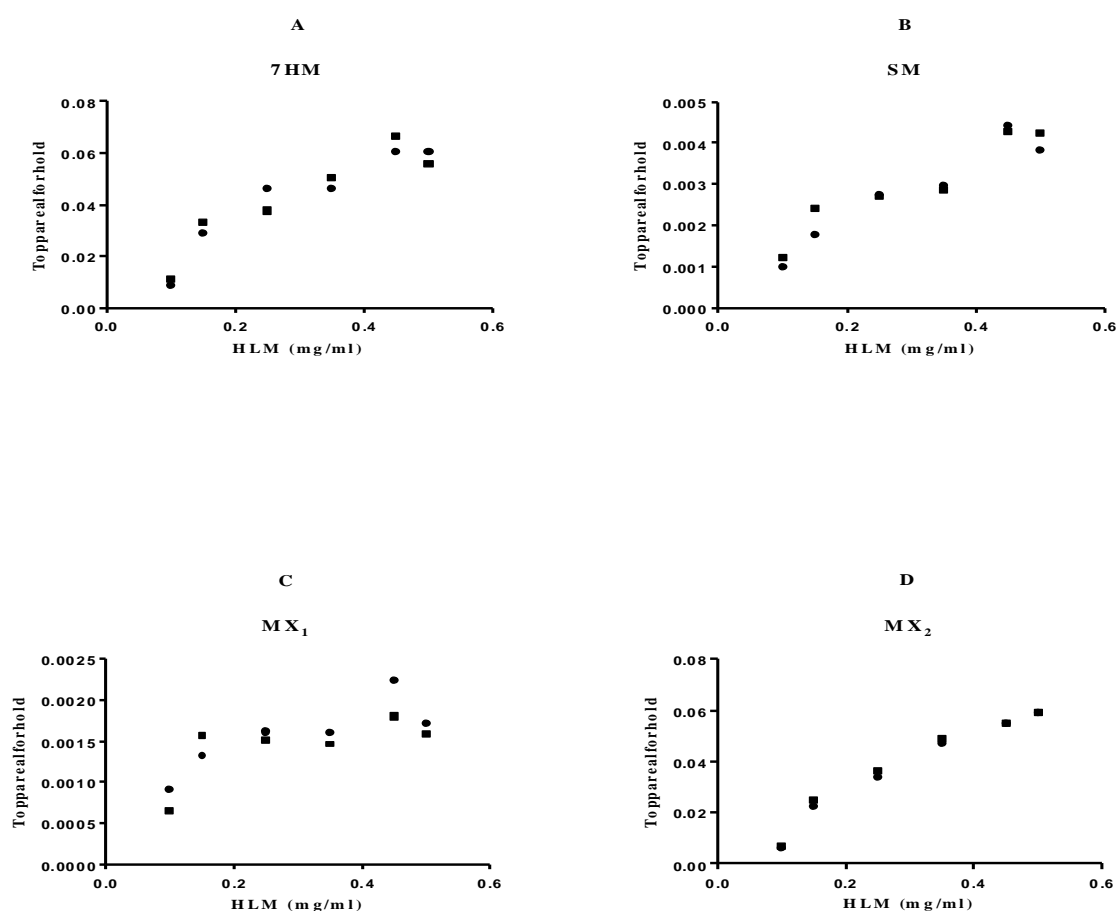 A
7HM
0.08
0.06
0.04
0.02
0.00
0.0 0.2 0.4 0.6
HLM (mg/ml)
Topparealforhold
B
SM
0.005
0.004
0.003
0.002
0.001
0.000
0.0 0.2 0.4 0.6
HLM (mg/ml)
Topparealforhold
C
MX₁
0.0025
0.0020
0.0015
0.0010
0.0005
0.0000
0.0 0.2 0.4 0.6
HLM (mg/ml)
Topparealforhold
D
MX₂
0.08
0.06
0.04
0.02
0.00
0.0 0.2 0.4 0.6
HLM (mg/ml)
Topparealforhold